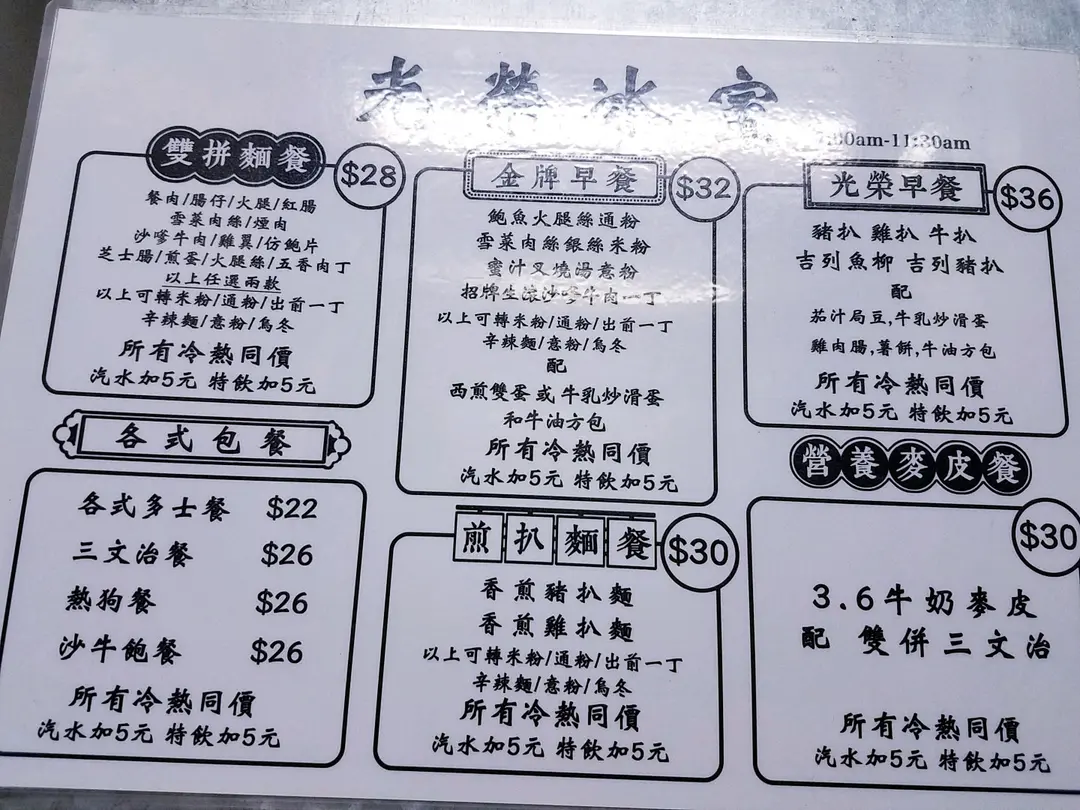 光榮冰室
雙拼麵餐
$28
餐肉/腸仔/火腿/紅腸
雪菜肉絲/煙肉
沙嗲牛肉/雞翼/仿鮑片
芝士腸/煎蛋/火腿絲/五香肉丁
以上任選兩款
以上可轉米粉/通粉/出前一丁
辛辣麵/意粉/烏冬
所有冷熱同價
汽水加5元 特飲加5元
各式包餐
各式多士餐 $22
三文治餐 $26
熱狗餐 $26
沙牛飽餐 $26
所有冷熱同價
汽水加5元 特飲加5元
金牌早餐
$32
鮑魚火腿絲通粉
雪菜肉絲銀絲米粉
蜜汁叉燒湯意粉
招牌生滾沙嗲牛肉一丁
以上可轉米粉/通粉/出前一丁
辛辣麵/意粉/烏冬
配
西煎雙蛋 或 牛乳炒滑蛋
和牛油方包
所有冷熱同價
汽水加5元 特飲加5元
煎扒麵餐
$30
香煎豬扒麵
香煎雞扒麵
以上可轉米粉/通粉/出前一丁
辛辣麵/意粉/烏冬
所有冷熱同價
汽水加5元 特飲加5元
-11:30am
光榮早餐
$36
豬扒 雞扒 牛扒
吉列魚柳 吉列豬扒
配
茄汁局豆,牛乳炒滑蛋
雞肉腸,薯餅,牛油方包
所有冷熱同價
汽水加5元 特飲加5元
營養麥皮餐
$30
3.6牛奶麥皮
配 雙併三文治
所有冷熱同價
汽水加5元 特飲加5元